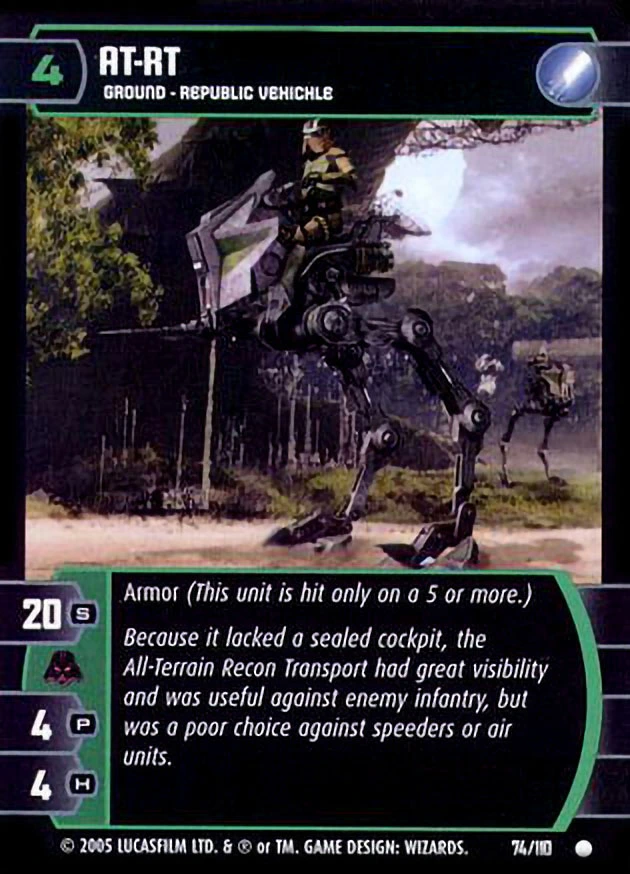 4
AT-RT
GROUND - REPUBLIC VEHICHLE
20 S
4 P
4 H
Armor (This unit is hit only on a 5 or more.)
Because it lacked a sealed cockpit, the
All-Terrain Recon Transport had great visibility
and was useful against enemy infantry, but
was a poor choice against speeders or air
units.
© 2005 LUCASFILM LTD. & ® or TM. GAME DESIGN: WIZARDS. 74/110